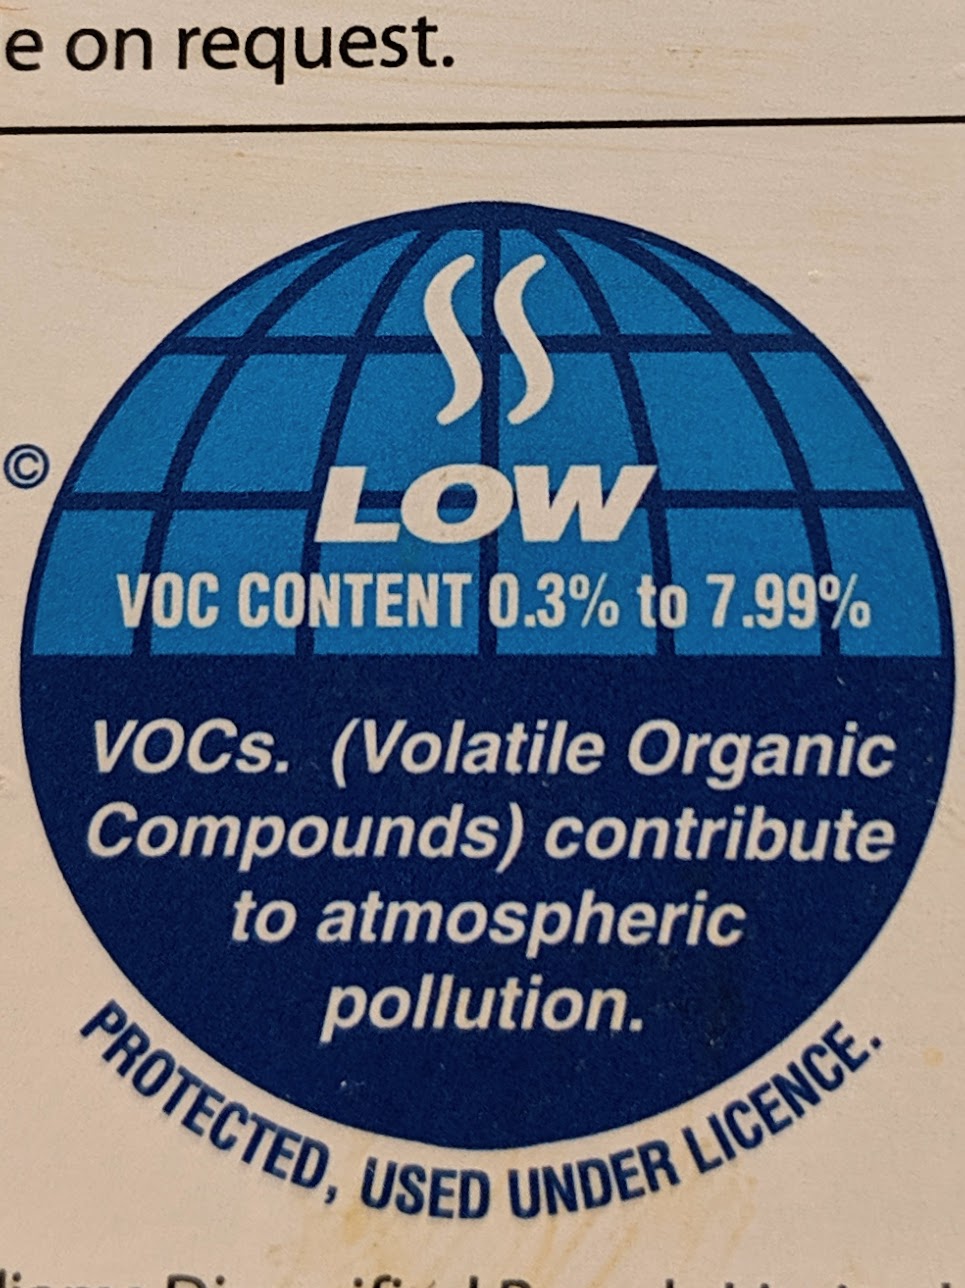 e on request.
©
LOW
VOC CONTENT 0.3% to 7.99%
VOCs. (Volatile Organic
Compounds) contribute
to atmospheric
pollution.
PROTECTED, USED UNDER LICENCE.